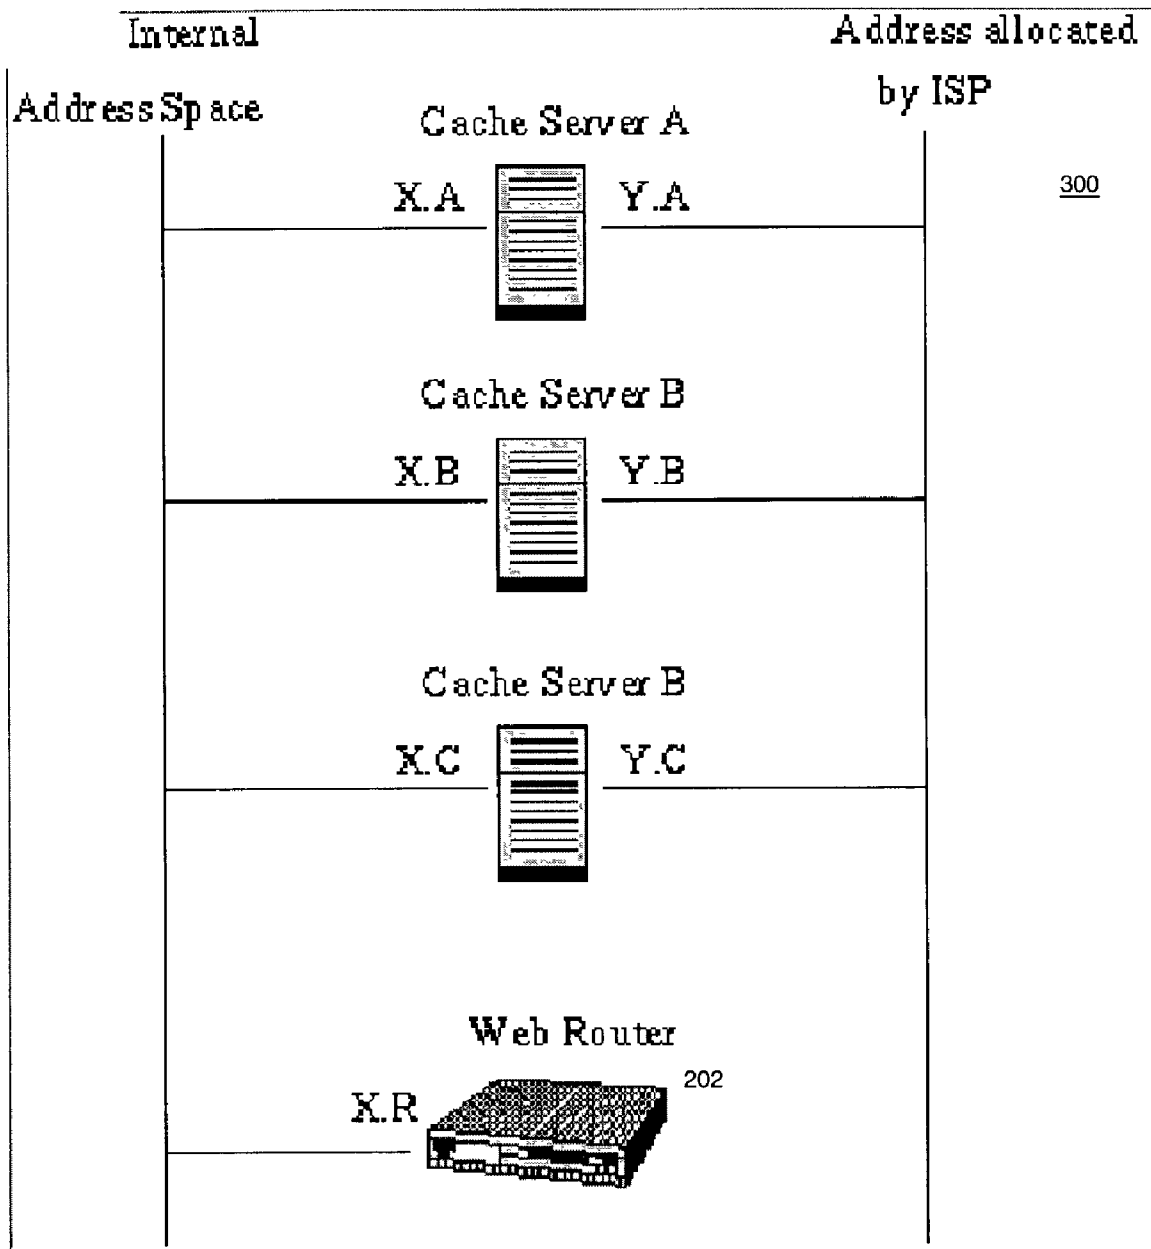 Internal
Address Space
Address allocated
by ISP
300
Cache Server A
X.A
Y.A
Cache Server B
X.B
Y.B
Cache Server B
X.C
Y.C
Web Router
202
X.R